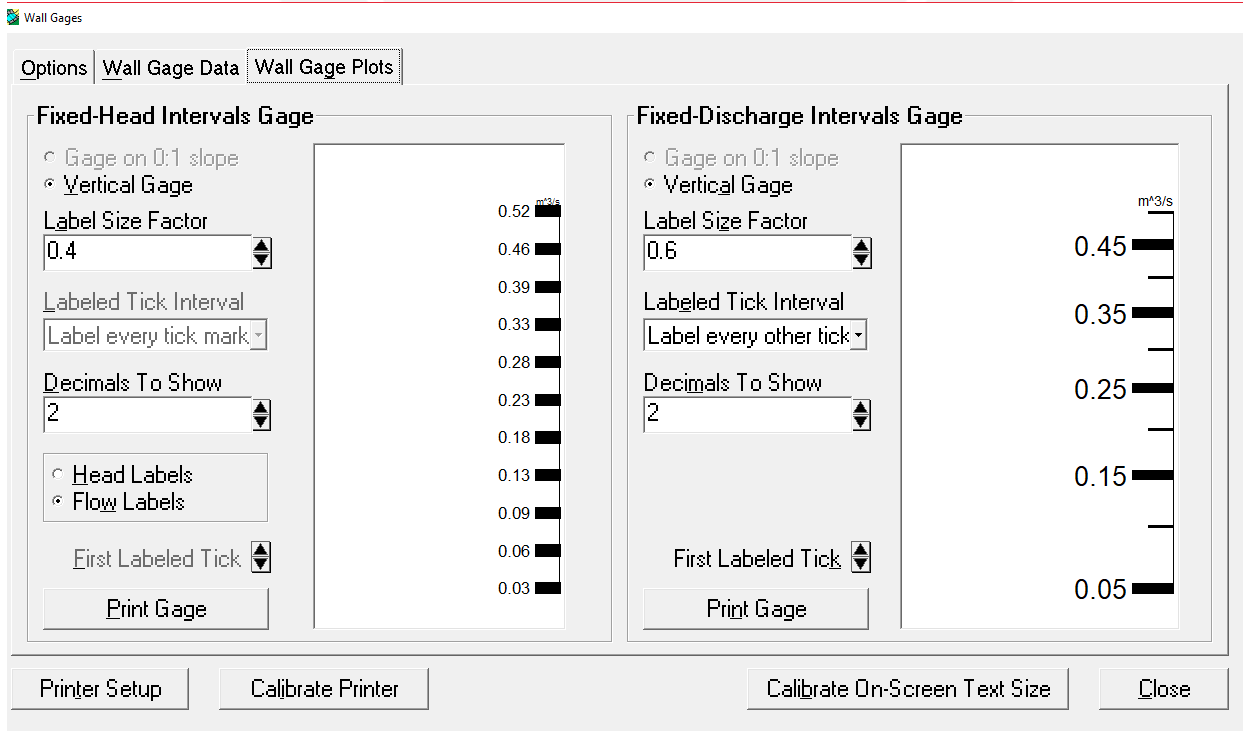 Wall Gages
Options
Wall Gage Data
Wall Gage Plots
Fixed-Head Intervals Gage
Gage on 0:1 slope
Vertical Gage
Label Size Factor
0.4
Labeled Tick Interval
Label every tick mark
Decimals To Show
2
Head Labels
Flow Labels
First Labeled Tick
Print Gage
m^3/s
0.52
0.46
0.39
0.33
0.28
0.23
0.18
0.13
0.09
0.06
0.03
Fixed-Discharge Intervals Gage
Gage on 0:1 slope
Vertical Gage
Label Size Factor
0.6
Labeled Tick Interval
Label every other tick
Decimals To Show
2
First Labeled Tick
Print Gage
m^3/s
0.45
0.35
0.25
0.15
0.05
Printer Setup
Calibrate Printer
Calibrate On-Screen Text Size
Close